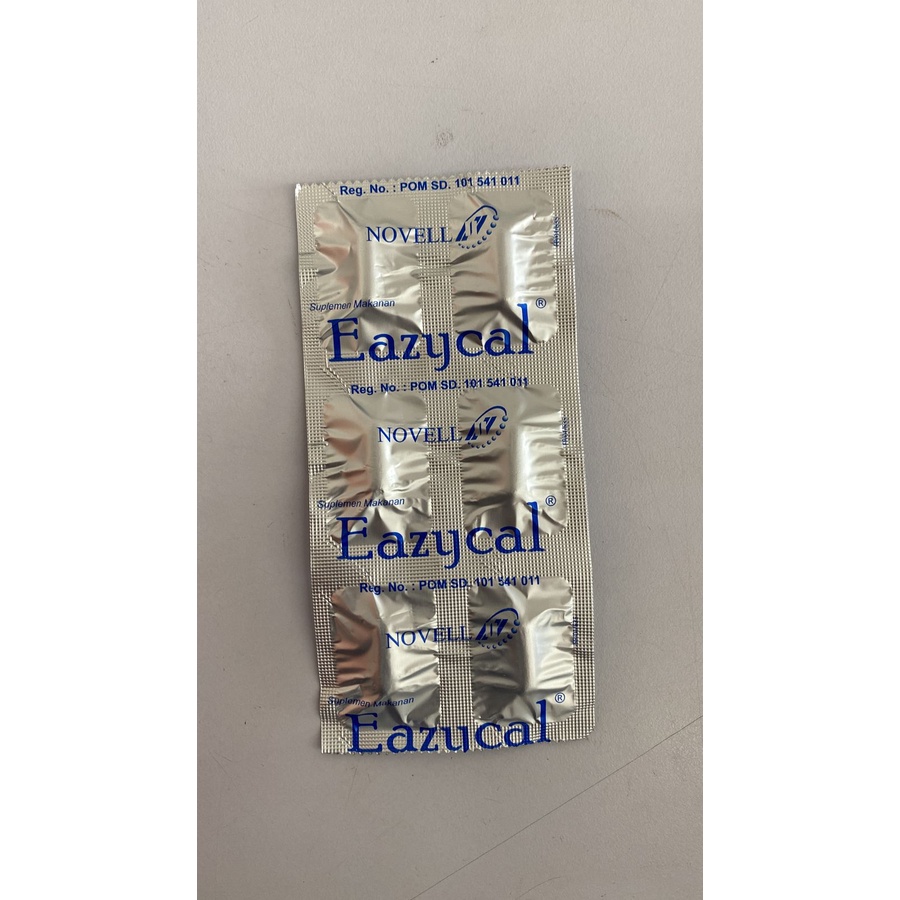 Reg. No. : POM SD. 101 541 011
NOVELL
Suplemen Makanan
Eazycal®
Reg. No. : POM SD. 101 541 011
NOVELL
Suplemen Makanan
Eazycal®
Reg. No. : POM SD. 101 541 011
NOVELL
Suplemen Makanan
Eazycal®